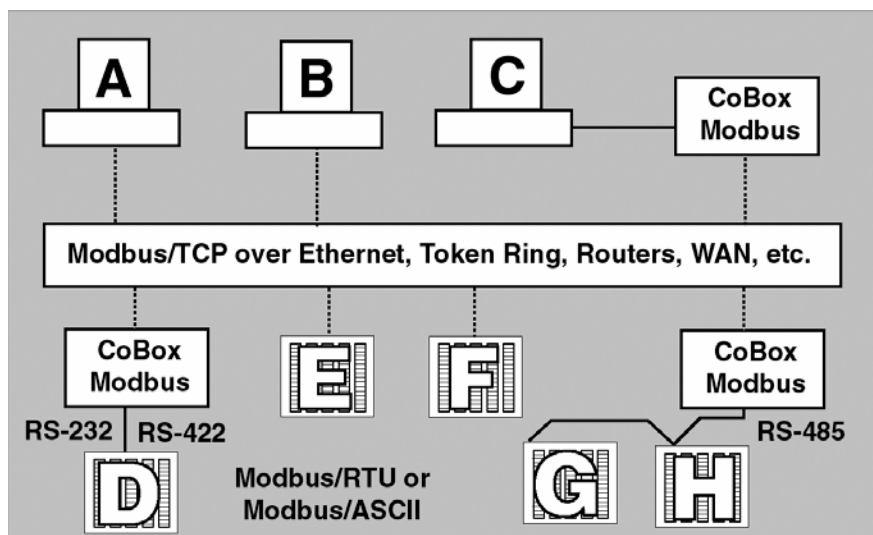 A
B
C
CoBox
Modbus
Modbus/TCP over Ethernet, Token Ring, Routers, WAN, etc.
CoBox
Modbus
E
F
CoBox
Modbus
RS-232
RS-422
RS-485
D
Modbus/RTU or
Modbus/ASCII
G
H